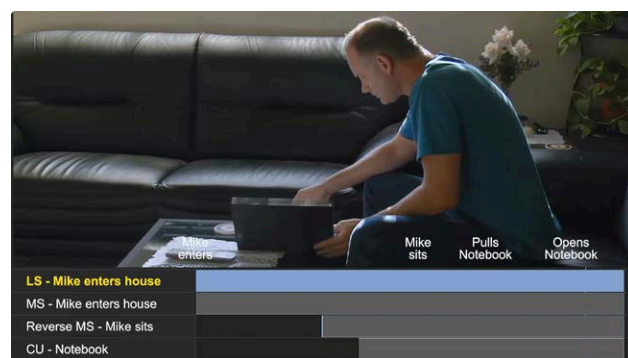 Mike
enters
Mike
sits
Pulls
Notebook
Opens
Notebook
LS - Mike enters house
MS - Mike enters house
Reverse MS - Mike sits
CU - Notebook